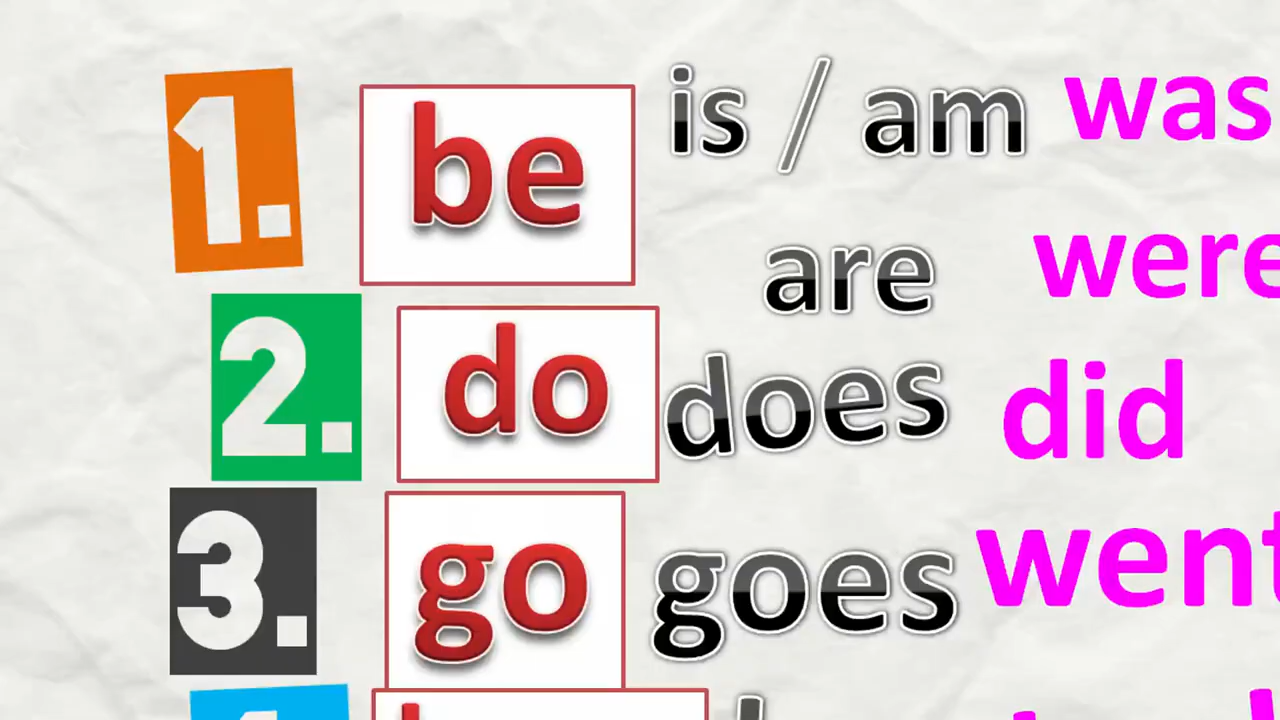 1. be is / am was
are were
2. do does did
3. go goes went